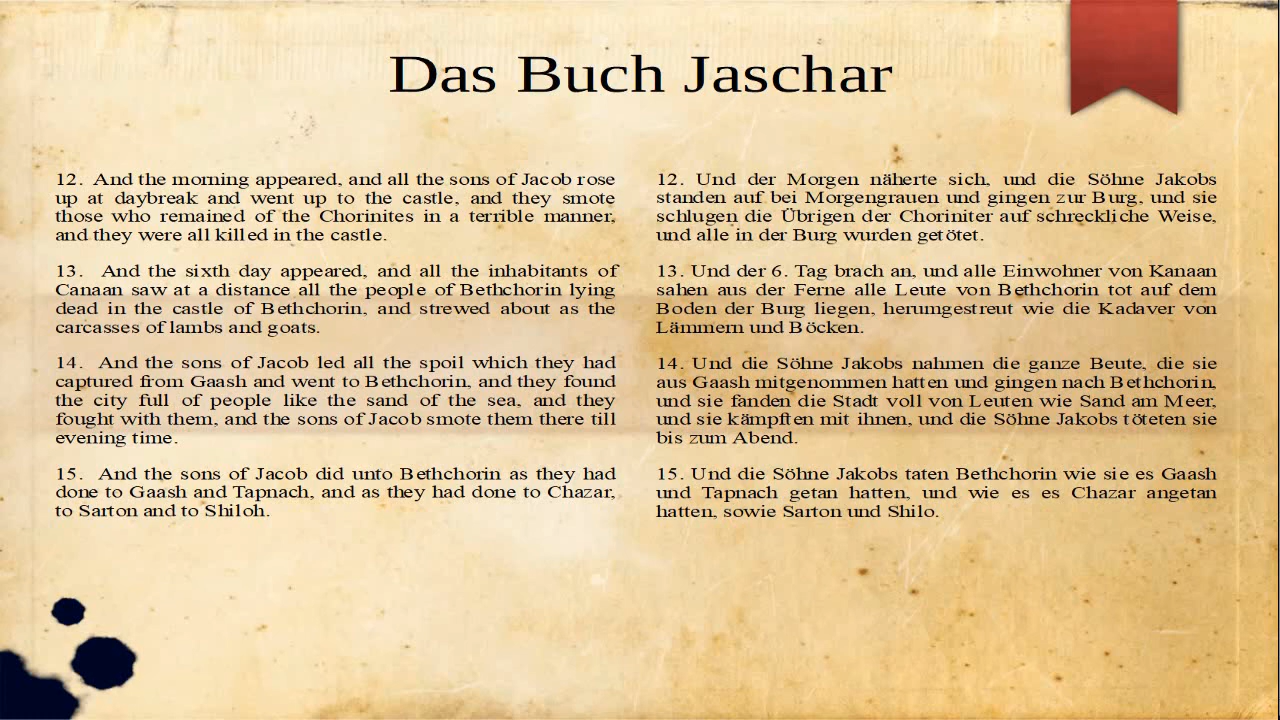 Das Buch Jaschar
12. And the morning appeared, and all the sons of Jacob rose
up at daybreak and went up to the castle, and they smote
those who remained of the Chorinites in a terrible manner,
and they were all killed in the castle.
13. And the sixth day appeared, and all the inhabitants of
Canaan saw at a distance all the people of Bethchorin lying
dead in the castle of Bethchorin, and strewed about as the
carcasses of lambs and goats.
14. And the sons of Jacob led all the spoil which they had
captured from Gaash and went to Bethchorin, and they found
the city full of people like the sand of the sea, and they
fought with them, and the sons of Jacob smote them there till
evening time.
15. And the sons of Jacob did unto Bethchorin as they had
done to Gaash and Tapnach, and as they had done to Chazar,
to Sarton and to Shiloh.
12. Und der Morgen näherte sich, und die Söhne Jakobs
standen auf bei Morgengrauen und gingen zur Burg, und sie
schlugen die Übrigen der Choriniter auf schreckliche Weise,
und alle in der Burg wurden getötet.
13. Und der 6. Tag brach an, und alle Einwohner von Kanaan
sahen aus der Ferne alle Leute von Bethchorin tot auf dem
Boden der Burg liegen, herumgestreut wie die Kadaver von
Lämmern und Böcken.
14. Und die Söhne Jakobs nahmen die ganze Beute, die sie
aus Gaash mitgenommen hatten und gingen nach Bethchorin,
und sie fanden die Stadt voll von Leuten wie Sand am Meer,
und sie kämpften mit ihnen, und die Söhne Jakobs töteten sie
bis zum Abend.
15. Und die Söhne Jakobs taten Bethchorin wie sie es Gaash
und Tapnach getan hatten, und wie es es Chazar angetan
hatten, sowie Sarton und Shilo.